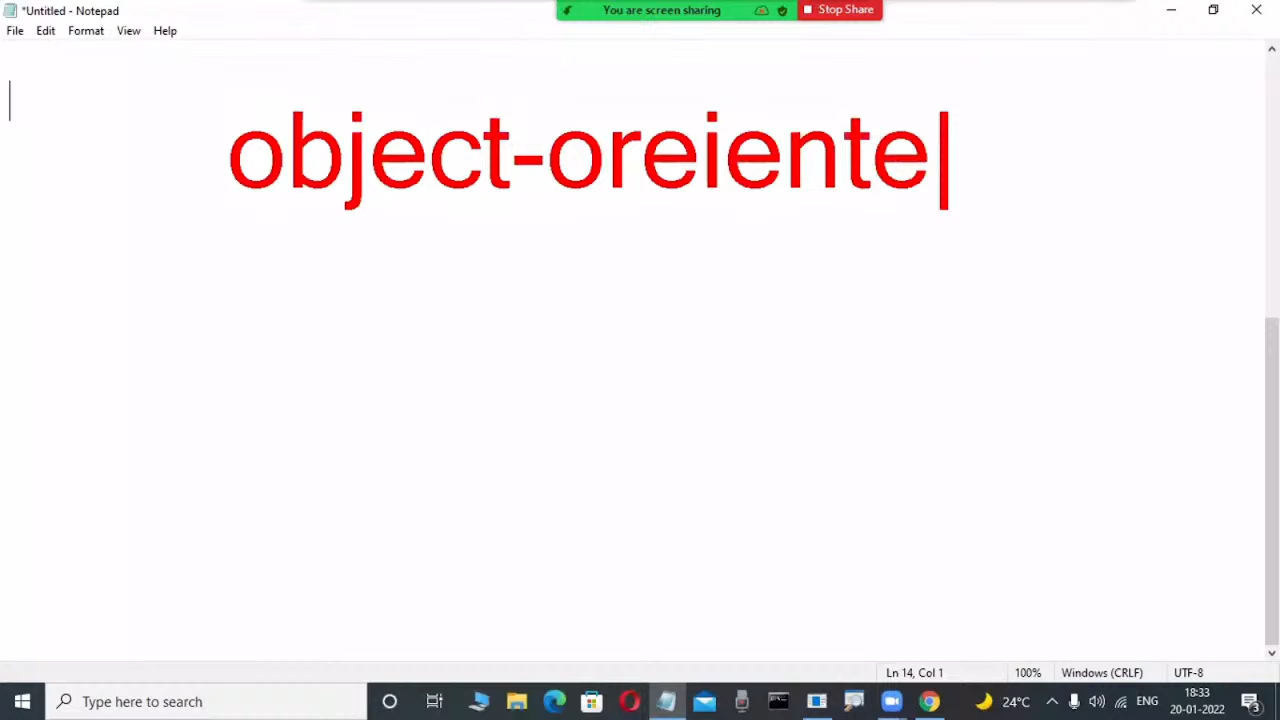 *Untitled - Notepad
You are screen sharing
Stop Share
File Edit Format View Help
object-oreiente
Ln 14, Col 1
100%
Windows (CRLF)
UTF-8
Type here to search
24°C
ENG
18:33
20-01-2022
3